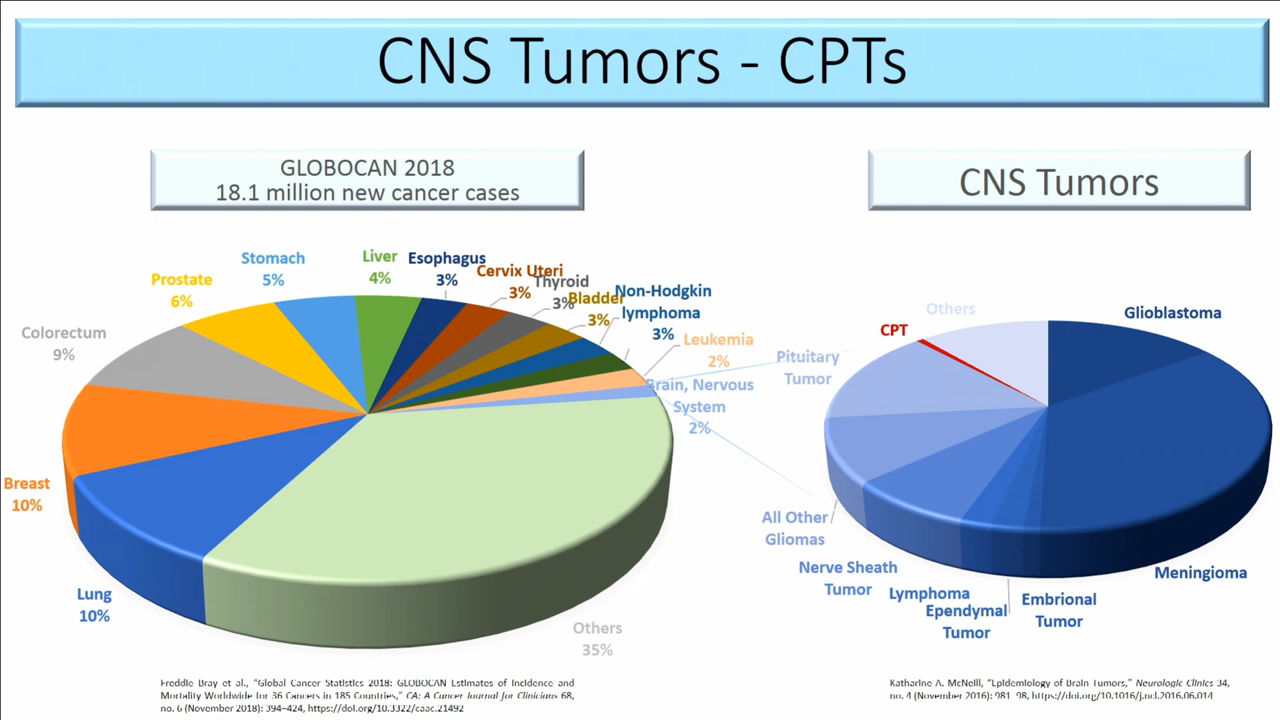 CNS Tumors - CPTs
GLOBOCAN 2018
18.1 million new cancer cases
CNS Tumors
Stomach
5%
Liver
4%
Esophagus
3%
Cervix Uteri
3%
Thyroid
3%
Bladder
3%
Non-Hodgkin
lymphoma
3%
Leukemia
2%
Brain, Nervous
System
2%
Prostate
6%
Colorectum
9%
Breast
10%
Lung
10%
Others
35%
Others
CPT
Glioblastoma
Pituitary
Tumor
All Other
Gliomas
Nerve Sheath
Tumor
Lymphoma
Ependymal
Tumor
Embrional
Tumor
Meningioma
Freddie Bray et al., “Global Cancer Statistics 2018: GLOBOCAN Estimates of Incidence and
Mortality Worldwide for 36 Cancers in 185 Countries,” CA: A Cancer Journal for Clinicians 68,
no. 6 (November 2018): 394–424, https://doi.org/10.3322/caac.21492
Katharine A. McNeill, “Epidemiology of Brain Tumors,” Neurologic Clinics 34,
no. 4 (November 2016): 981–98, https://doi.org/10.1016/j.ncl.2016.06.014